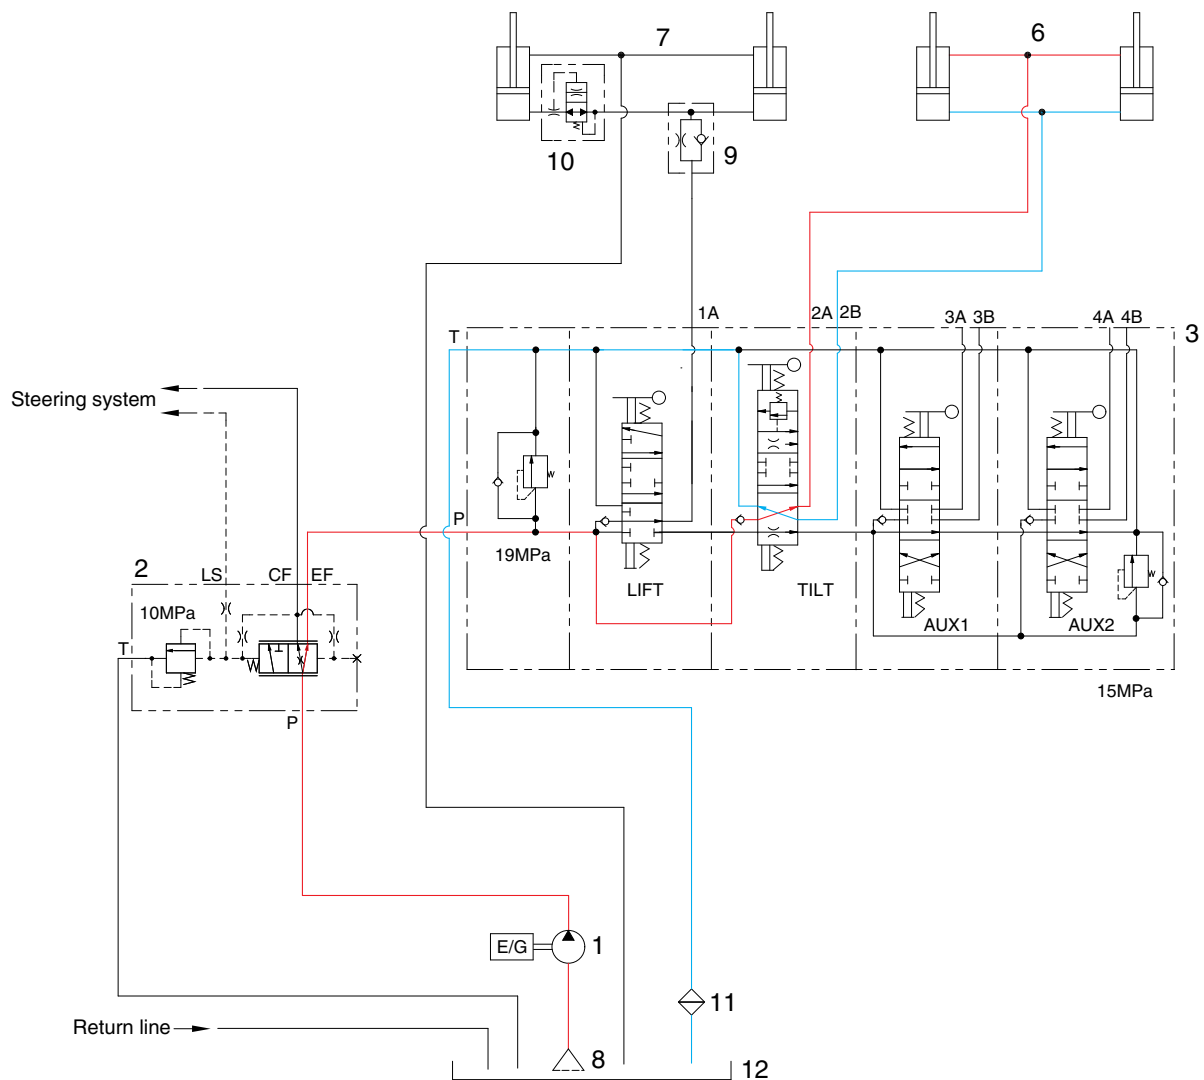 7
6
10
9
1A
2A
2B
3A
3B
4A
4B
T
3
Steering system
P
19MPa
LIFT
TILT
AUX1
AUX2
15MPa
2
LS
CF
EF
10MPa
T
P
E/G
1
11
Return line
8
12